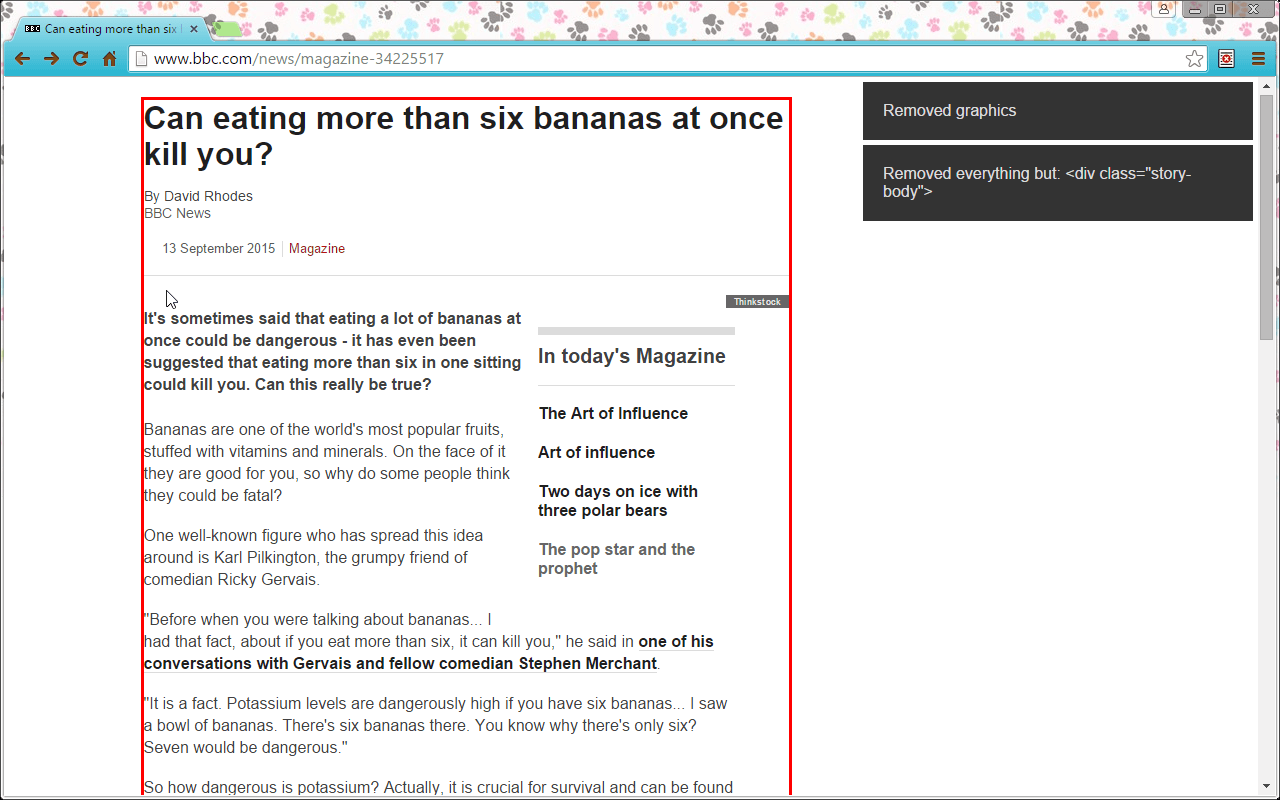 Can eating more than six
www.bbc.com/news/magazine-34225517
Can eating more than six bananas at once
kill you?
By David Rhodes
BBC News
13 September 2015
Magazine
Thinkstock
It's sometimes said that eating a lot of bananas at
once could be dangerous - it has even been
suggested that eating more than six in one sitting
could kill you. Can this really be true?
Bananas are one of the world's most popular fruits,
stuffed with vitamins and minerals. On the face of it
they are good for you, so why do some people think
they could be fatal?
One well-known figure who has spread this idea
around is Karl Pilkington, the grumpy friend of
comedian Ricky Gervais.
"Before when you were talking about bananas... I
had that fact, about if you eat more than six, it can kill you," he said in one of his
conversations with Gervais and fellow comedian Stephen Merchant.
"It is a fact. Potassium levels are dangerously high if you have six bananas... I saw
a bowl of bananas. There's six bananas there. You know why there's only six?
Seven would be dangerous."
So how dangerous is potassium? Actually, it is crucial for survival and can be found
In today's Magazine
The Art of Influence
Art of influence
Two days on ice with
three polar bears
The pop star and the
prophet
Removed graphics
Removed everything but: <div class="story-
body">